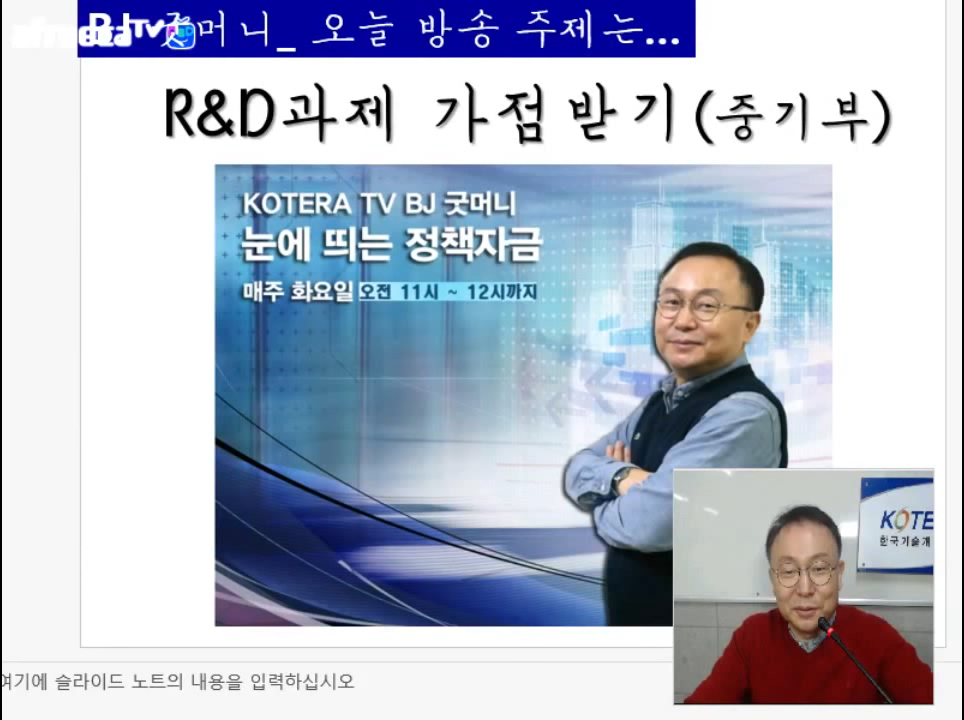 afreecaTV
BJ 굿머니_ 오늘 방송 주제는...
R&D과제 가점받기(중기부)
KOTERA TV BJ 굿머니
눈에 띄는 정책자금
매주 화요일 오전 11시 ~ 12시까지
KOTE
한국기술개
여기에 슬라이드 노트의 내용을 입력하십시오